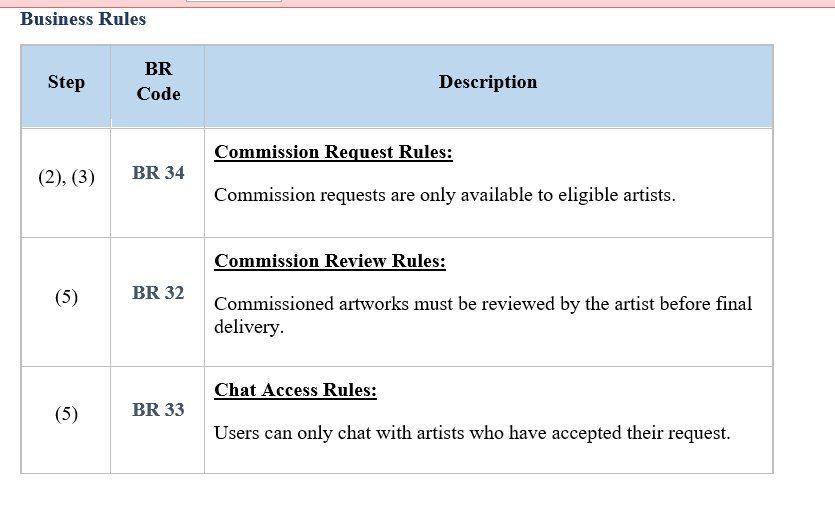 Business Rules
Step
BR
Code
Description
(2), (3)
BR 34
Commission Request Rules:
Commission requests are only available to eligible artists.
(5)
BR 32
Commission Review Rules:
Commissioned artworks must be reviewed by the artist before final
delivery.
(5)
BR 33
Chat Access Rules:
Users can only chat with artists who have accepted their request.